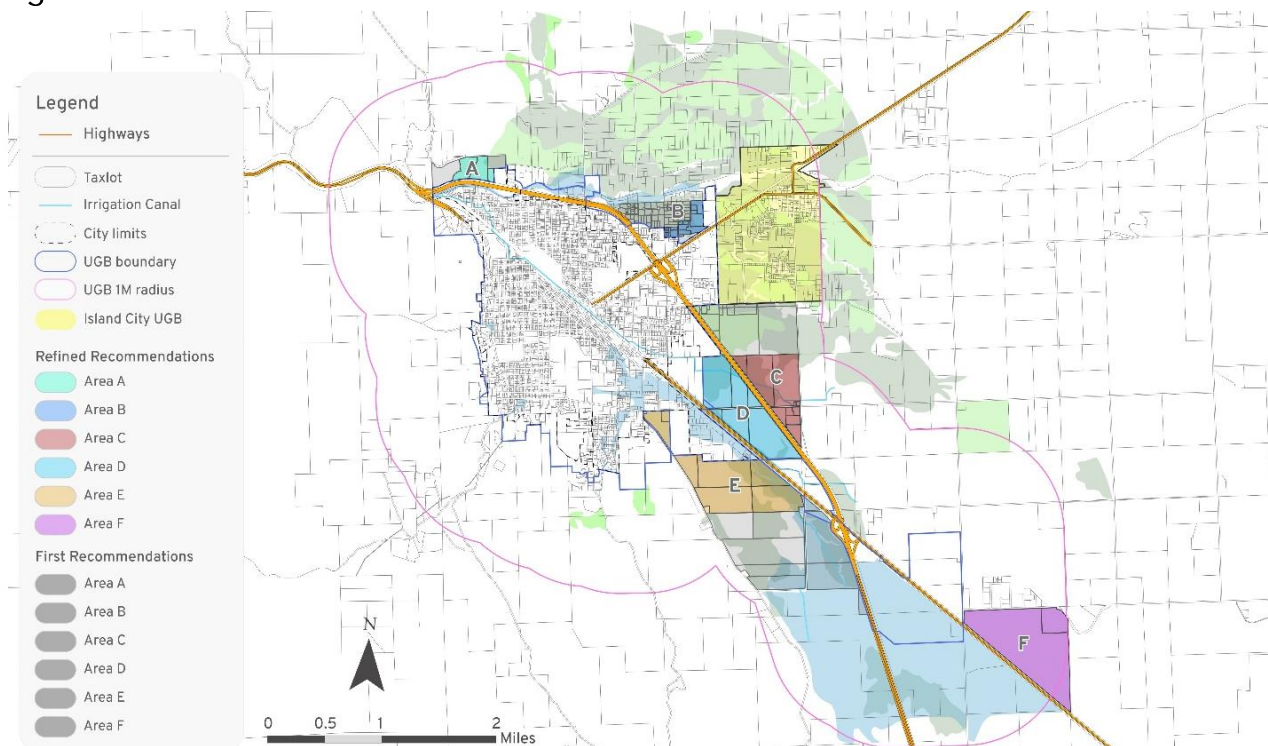 Legend
Highways
Taxlot
Irrigation Canal
City limits
UGB boundary
UGB 1M radius
Island City UGB
Refined Recommendations
Area A
Area B
Area C
Area D
Area E
Area F
First Recommendations
Area A
Area B
Area C
Area D
Area E
Area F
A
B
C
D
E
F
N
0 0.5 1 2
Miles